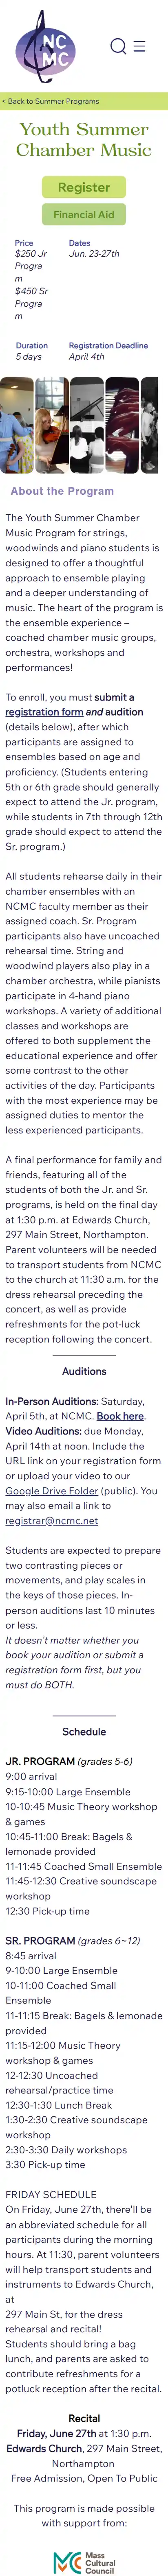 NC
MC
< Back to Summer Programs
Youth Summer
Chamber Music
Register
Financial Aid
Price
$250 Jr
Progra
m
$450 Sr
Progra
m
Dates
Jun. 23-27th
Duration
5 days
Registration Deadline
April 4th
About the Program
The Youth Summer Chamber
Music Program for strings,
woodwinds and piano students is
designed to offer a thoughtful
approach to ensemble playing
and a deeper understanding of
music. The heart of the program is
the ensemble experience –
coached chamber music groups,
orchestra, workshops and
performances!
To enroll, you must submit a
registration form and audition
(details below), after which
participants are assigned to
ensembles based on age and
proficiency. (Students entering
5th or 6th grade should generally
expect to attend the Jr. program,
while students in 7th through 12th
grade should expect to attend the
Sr. program.)
All students rehearse daily in their
chamber ensembles with an
NCMC faculty member as their
assigned coach. Sr. Program
participants also have uncoached
rehearsal time. String and
woodwind players also play in a
chamber orchestra, while pianists
participate in 4-hand piano
workshops. A variety of additional
classes and workshops are
offered to both supplement the
educational experience and offer
some contrast to the other
activities of the day. Participants
with the most experience may be
assigned duties to mentor the
less experienced participants.
A final performance for family and
friends, featuring all of the
students of both the Jr. and Sr.
programs, is held on the final day
at 1:30 p.m. at Edwards Church,
297 Main Street, Northampton.
Parent volunteers will be needed
to transport students from NCMC
to the church at 11:30 a.m. for the
dress rehearsal preceding the
concert, as well as provide
refreshments for the pot-luck
reception following the concert.
Auditions
In-Person Auditions: Saturday,
April 5th, at NCMC. Book here.
Video Auditions: due Monday,
April 14th at noon. Include the
URL link on your registration form
or upload your video to our
Google Drive Folder (public). You
may also email a link to
registrar@ncmc.net
Students are expected to prepare
two contrasting pieces or
movements, and play scales in
the keys of those pieces. In-
person auditions last 10 minutes
or less.
It doesn't matter whether you
book your audition or submit a
registration form first, but you
must do BOTH.
Schedule
JR. PROGRAM (grades 5-6)
9:00 arrival
9:15-10:00 Large Ensemble
10-10:45 Music Theory workshop
& games
10:45-11:00 Break: Bagels &
lemonade provided
11-11:45 Coached Small Ensemble
11:45-12:30 Creative soundscape
workshop
12:30 Pick-up time
SR. PROGRAM (grades 6~12)
8:45 arrival
9-10:00 Large Ensemble
10-11:00 Coached Small
Ensemble
11-11:15 Break: Bagels & lemonade
provided
11:15-12:00 Music Theory
workshop & games
12-12:30 Uncoached
rehearsal/practice time
12:30-1:30 Lunch Break
1:30-2:30 Creative soundscape
workshop
2:30-3:30 Daily workshops
3:30 Pick-up time
FRIDAY SCHEDULE
On Friday, June 27th, there'll be
an abbreviated schedule for all
participants during the morning
hours. At 11:30, parent volunteers
will help transport students and
instruments to Edwards Church,
at
297 Main St, for the dress
rehearsal and recital!
Students should bring a bag
lunch, and parents are asked to
contribute refreshments for a
potluck reception after the recital.
Recital
Friday, June 27th at 1:30 p.m.
Edwards Church, 297 Main Street,
Northampton
Free Admission, Open To Public
This program is made possible
with support from:
Mass
Cultural
Council